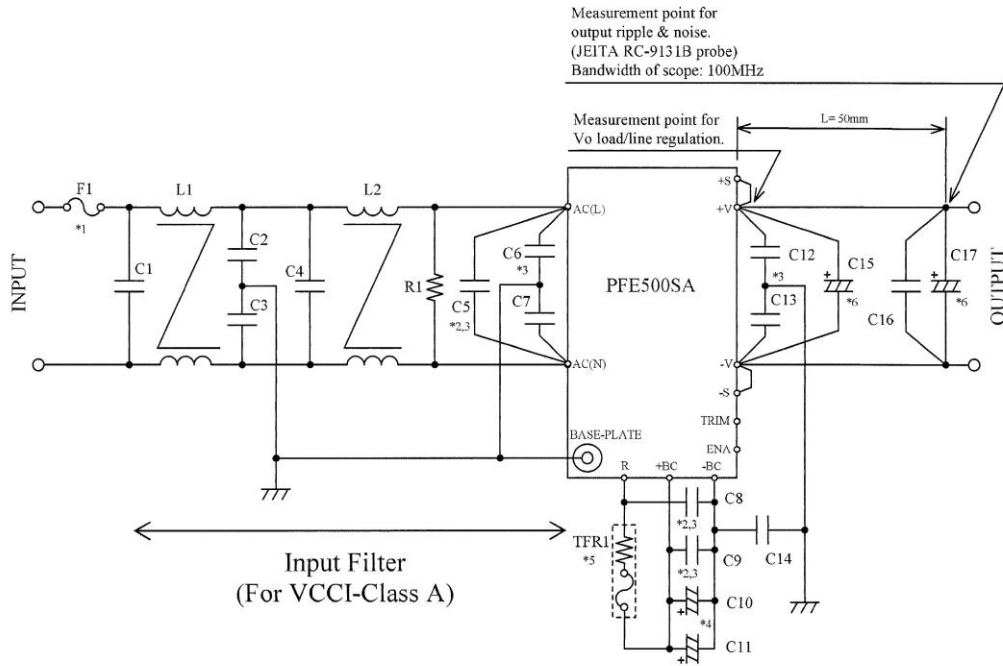 Measurement point for
output ripple & noise.
(JEITA RC-9131B probe)
Bandwidth of scope: 100MHz
Measurement point for
Vo load/line regulation.
L= 50mm
F1
*1
L1
L2
+S
+V
AC(L)
C1
C2
C3
C4
R1
C5
*2,3
C6
*3
C7
PFE500SA
C12
*3
C13
C15
*6
C16
C17
*6
INPUT
OUTPUT
AC(N)
-V
-S
TRIM
ENA
BASE-PLATE
R
+BC
-BC
C8
*2,3
C9
*2,3
C14
TFR1
*5
C10
*4
C11
+
+
+
+
Input Filter
(For VCCI-Class A)